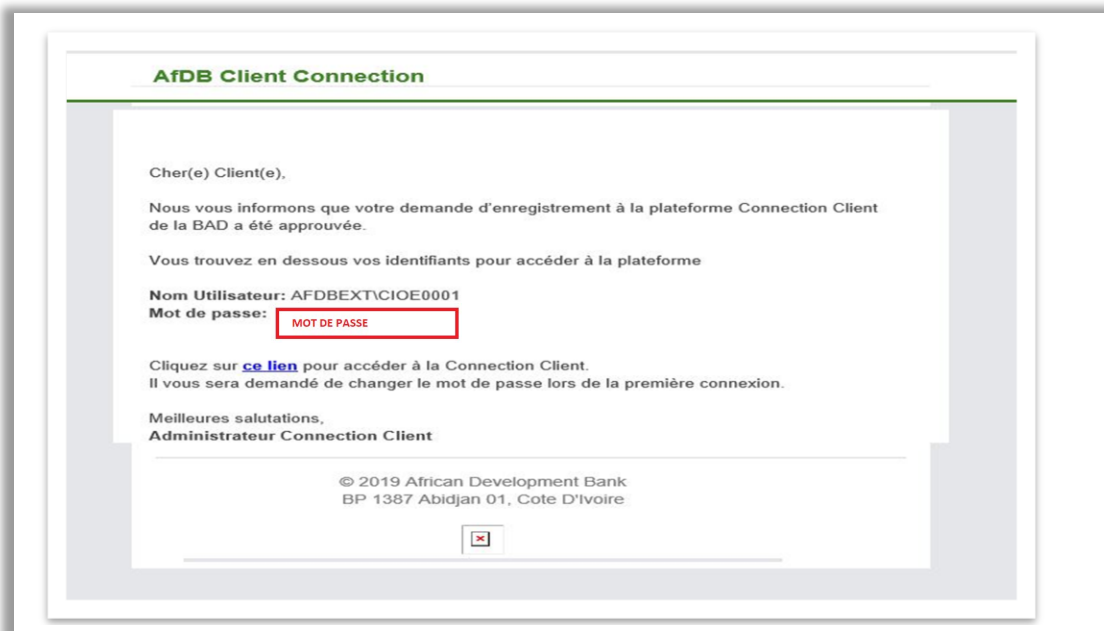 AfDB Client Connection
Cher(e) Client(e),
Nous vous informons que votre demande d'enregistrement à la plateforme Connection Client
de la BAD a été approuvée.
Vous trouvez en dessous vos identifiants pour accéder à la plateforme
Nom Utilisateur: AFDBEXT\CIOE0001
Mot de passe:
MOT DE PASSE
Cliquez sur ce lien pour accéder à la Connection Client.
Il vous sera demandé de changer le mot de passe lors de la première connexion.
Meilleures salutations,
Administrateur Connection Client
© 2019 African Development Bank
BP 1387 Abidjan 01, Cote D'Ivoire